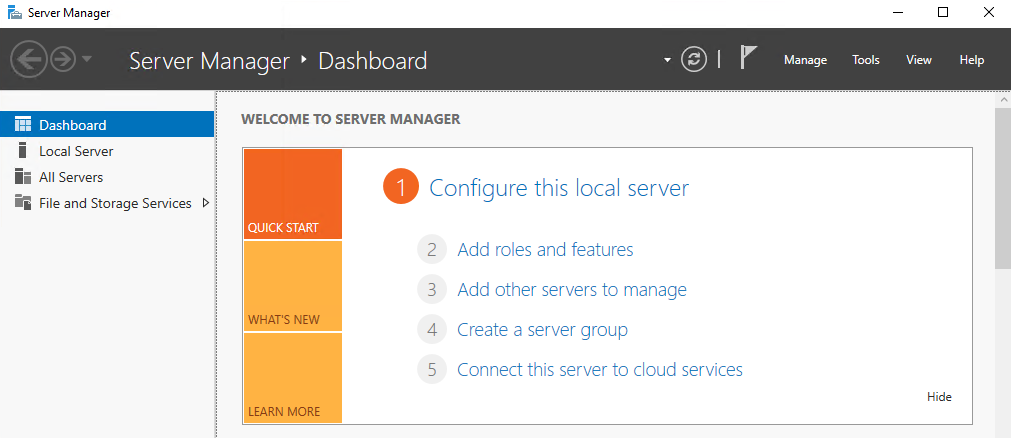 Server Manager
Server Manager ‣ Dashboard
Manage Tools View Help
Dashboard
Local Server
All Servers
File and Storage Services
WELCOME TO SERVER MANAGER
QUICK START
WHAT'S NEW
LEARN MORE
1 Configure this local server
2 Add roles and features
3 Add other servers to manage
4 Create a server group
5 Connect this server to cloud services
Hide